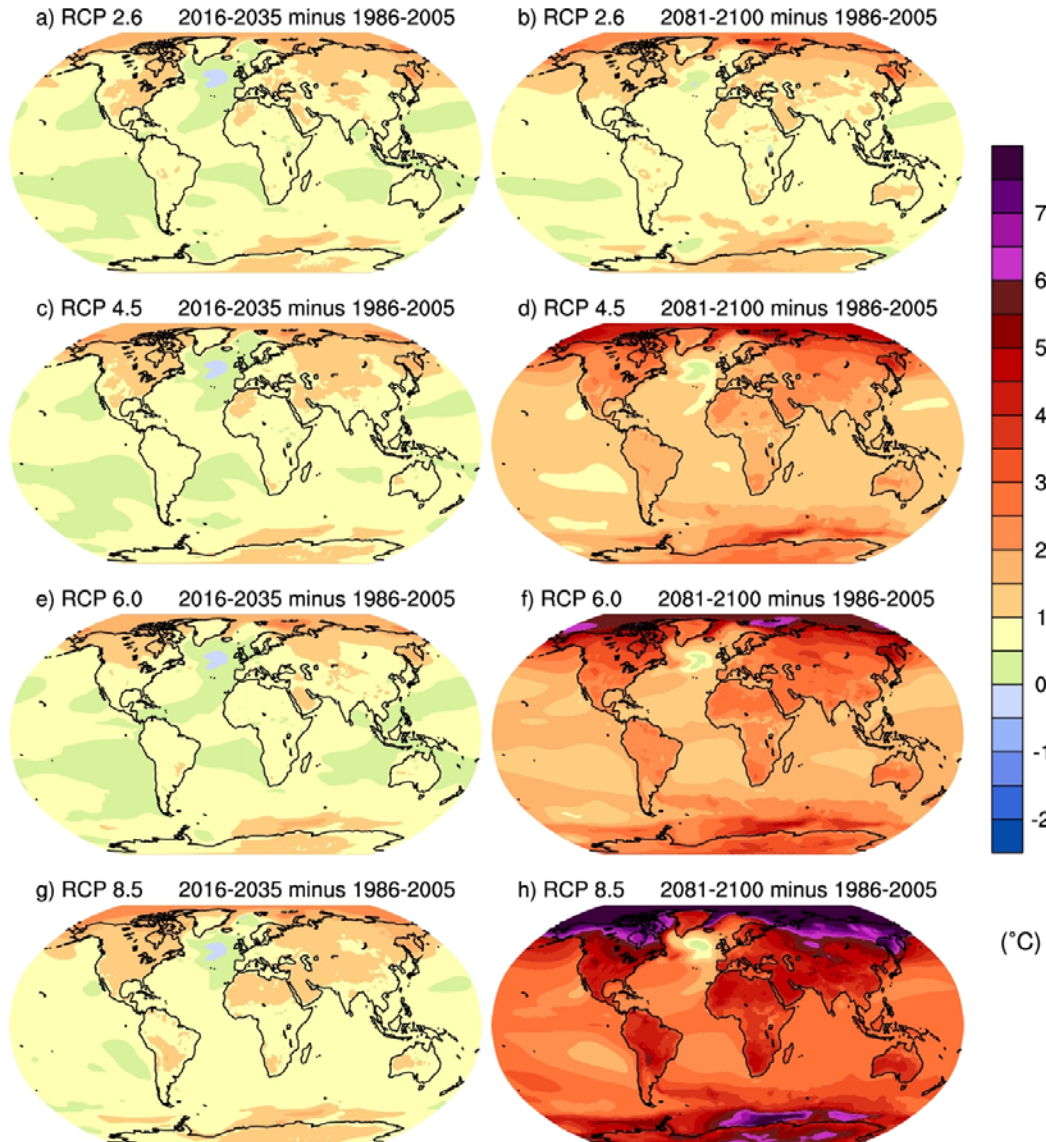 a) RCP 2.6 2016-2035 minus 1986-2005
b) RCP 2.6 2081-2100 minus 1986-2005
c) RCP 4.5 2016-2035 minus 1986-2005
d) RCP 4.5 2081-2100 minus 1986-2005
e) RCP 6.0 2016-2035 minus 1986-2005
f) RCP 6.0 2081-2100 minus 1986-2005
g) RCP 8.5 2016-2035 minus 1986-2005
h) RCP 8.5 2081-2100 minus 1986-2005
7
6
5
4
3
2
1
0
-1
-2
(°C)